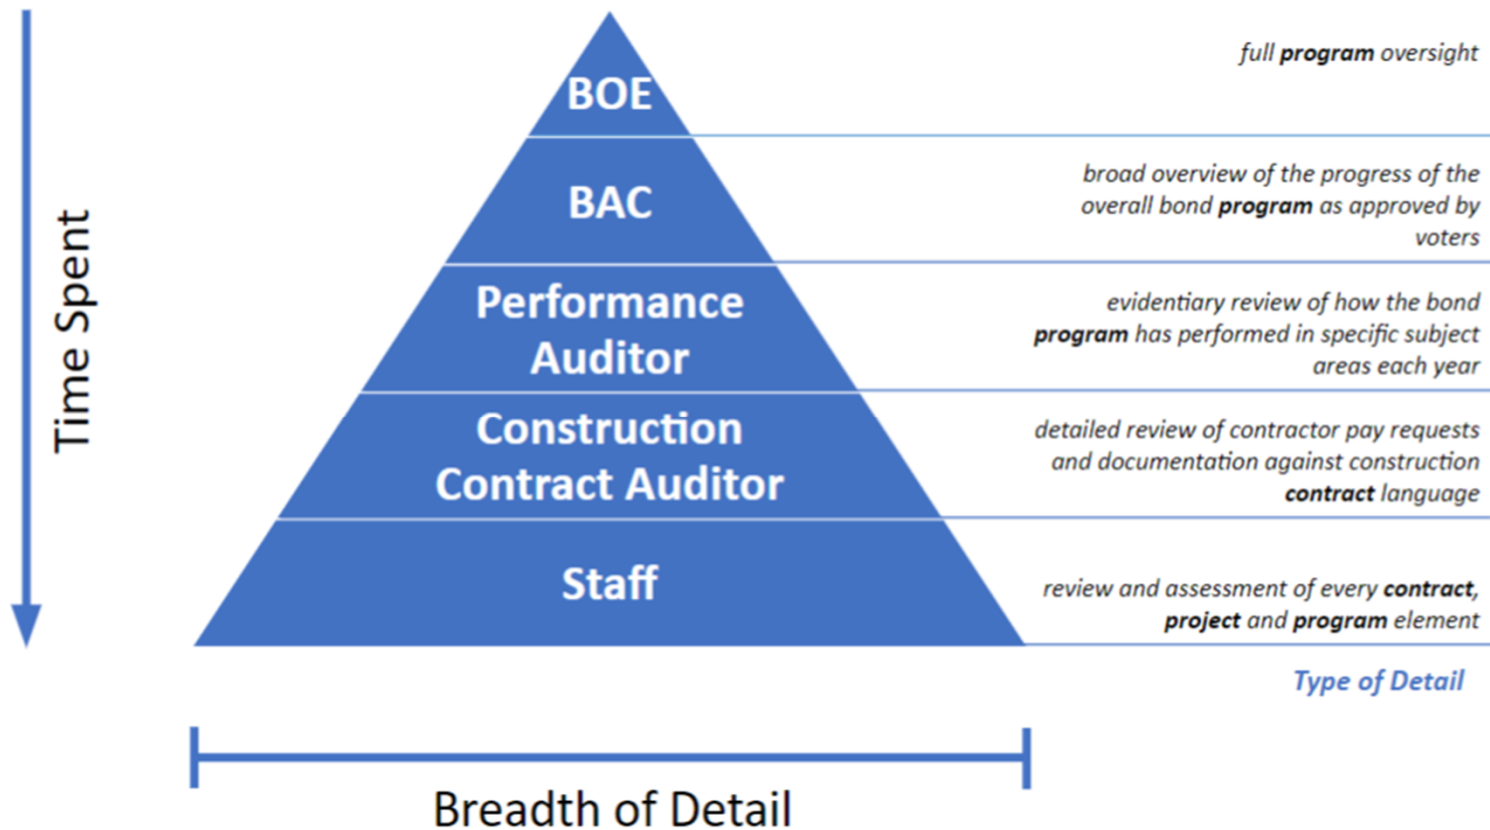 BOE
full program oversight
BAC
broad overview of the progress of the
overall bond program as approved by
voters
Performance
Auditor
evidentiary review of how the bond
program has performed in specific subject
areas each year
Construction
Contract Auditor
detailed review of contractor pay requests
and documentation against construction
contract language
Staff
review and assessment of every contract,
project and program element
Type of Detail
Time Spent
Breadth of Detail